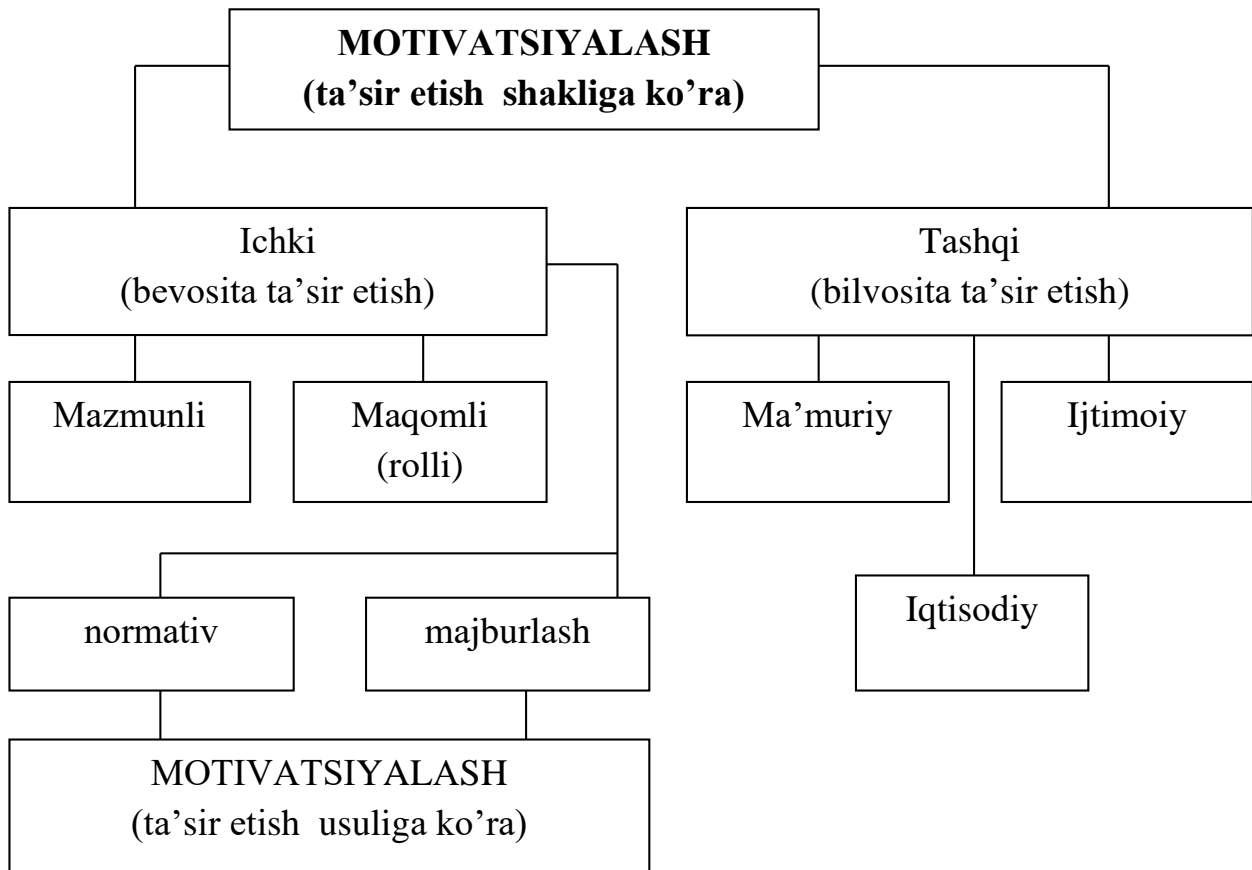 MOTIVATSIYALASH
(ta’sir etish shakliga ko’ra)
Ichki
(bevosita ta’sir etish)
Tashqi
(bilvosita ta’sir etish)
Mazmunli
Maqomli
(rolli)
Ma’muriy
Ijtimoiy
normativ
majburlash
Iqtisodiy
MOTIVATSIYALASH
(ta’sir etish usuliga ko’ra)